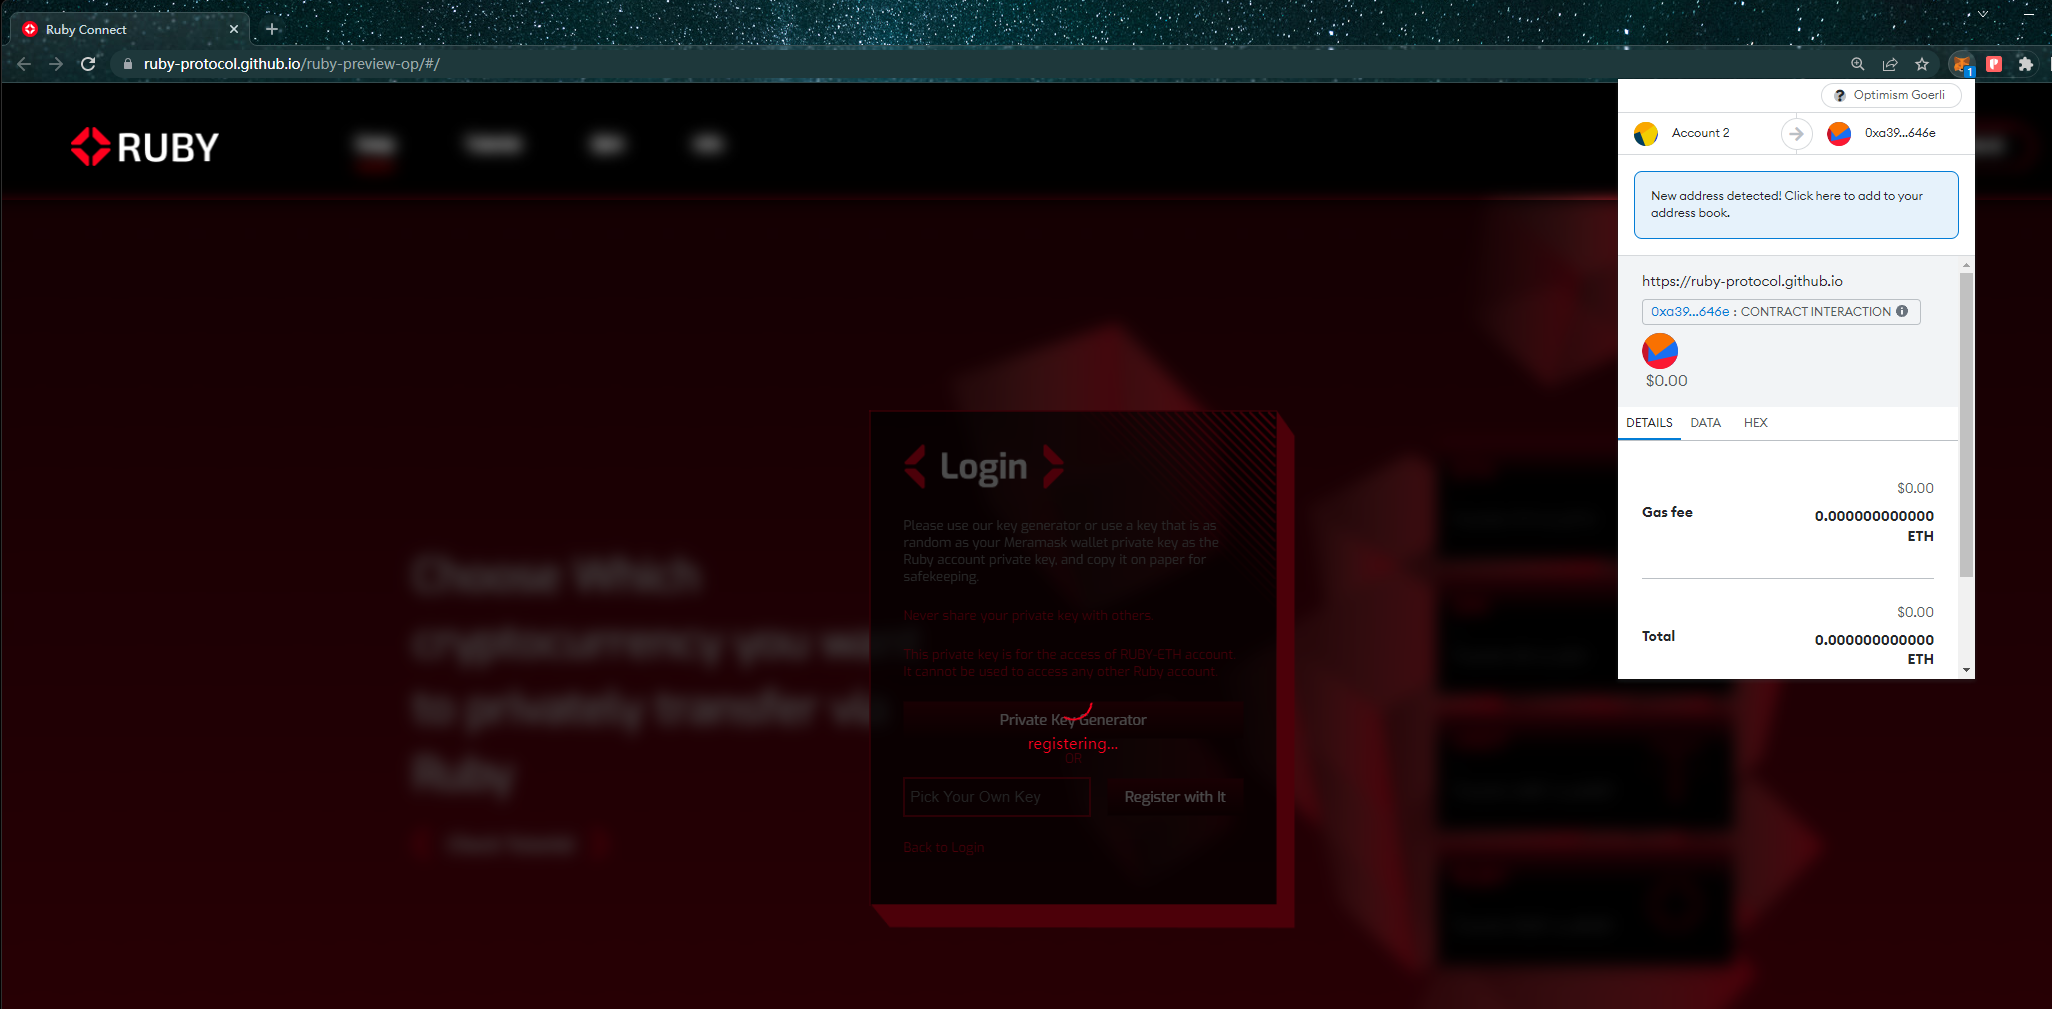 Ruby Connect
ruby-protocol.github.io/ruby-preview-op/#/
1
Optimism Goerli
RUBY
Account 2
0xa39...646e
New address detected! Click here to add to your
address book.
https://ruby-protocol.github.io
0xa39...646e : CONTRACT INTERACTION
$0.00
DETAILS DATA HEX
$0.00
Gas fee
0.000000000000
ETH
$0.00
Total
0.000000000000
ETH
Login
Please use our key generator or use a key that is as
random as your Meramask wallet private key as the
Ruby account private key, and copy it on paper for
safekeeping.
Never share your private key with others
This private key is for the access of RUBY-ETH account.
It cannot be used to access any other Ruby account.
Private Key Generator
registering...
OR
Pick Your Own Key
Register with It
Back to Login
Choose Which
cryptocurrency you want
to privately transfer via
Ruby